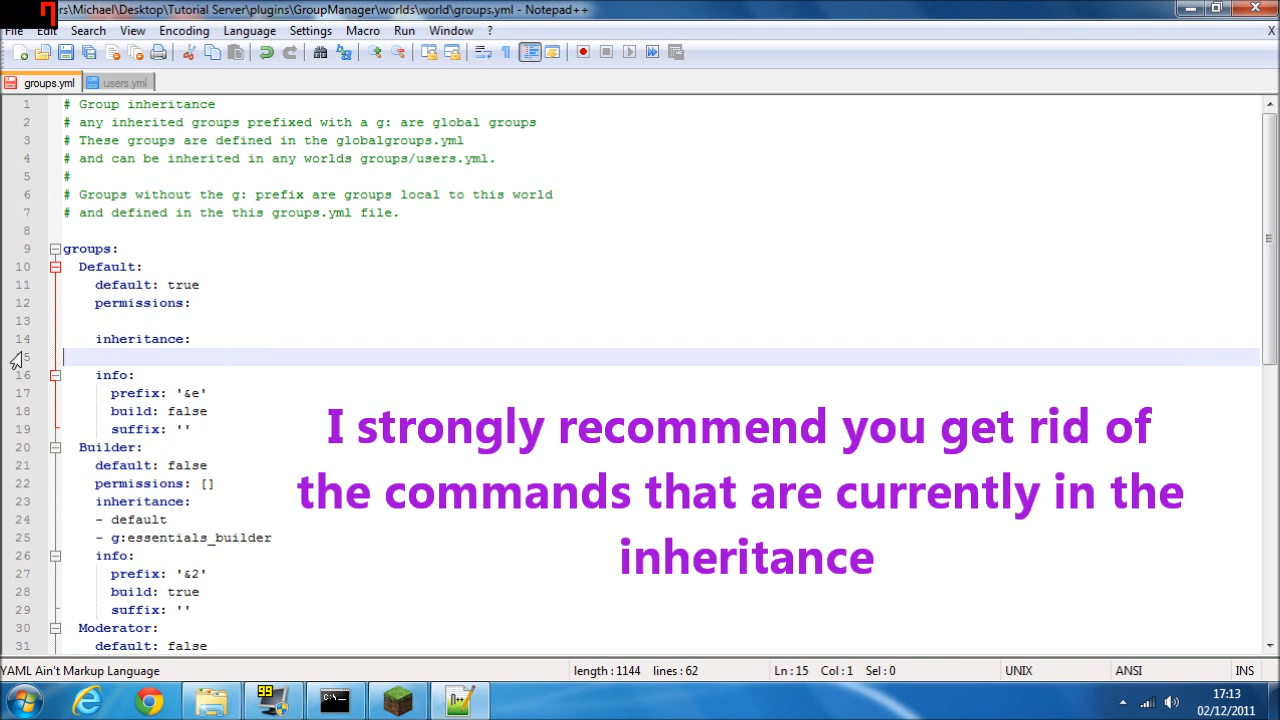 rs\Michael\Desktop\Tutorial Server\plugins\GroupManager\worlds\world\groups.yml - Notepad++
File Edit Search View Encoding Language Settings Macro Run Window ?
X
groups.yml users.yml
1 # Group inheritance
2 # any inherited groups prefixed with a g: are global groups
3 # These groups are defined in the globalgroups.yml
4 # and can be inherited in any worlds groups/users.yml.
5 #
6 # Groups without the g: prefix are groups local to this world
7 # and defined in the this groups.yml file.
8
9 groups:
10 Default:
11 default: true
12 permissions:
13
14 inheritance:
5
16 info:
17 prefix: '&e'
18 build: false
19 suffix: ''
20 Builder:
21 default: false
22 permissions: []
23 inheritance:
24 - default
25 - g:essentials_builder
26 info:
27 prefix: '&2'
28 build: true
29 suffix: ''
30 Moderator:
31 default: false
I strongly recommend you get rid of
the commands that are currently in the
inheritance
YAML Ain't Markup Language length : 1144 lines : 62 Ln : 15 Col : 1 Sel : 0 UNIX ANSI INS
99
17:13
02/12/2011